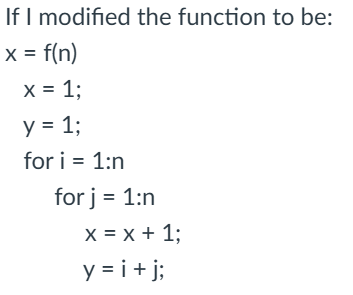 If I modified the function to be:
x = f(n)
x = 1;
y = 1;
for i = 1:n
for j = 1:n
x = x + 1;
y = i + j;